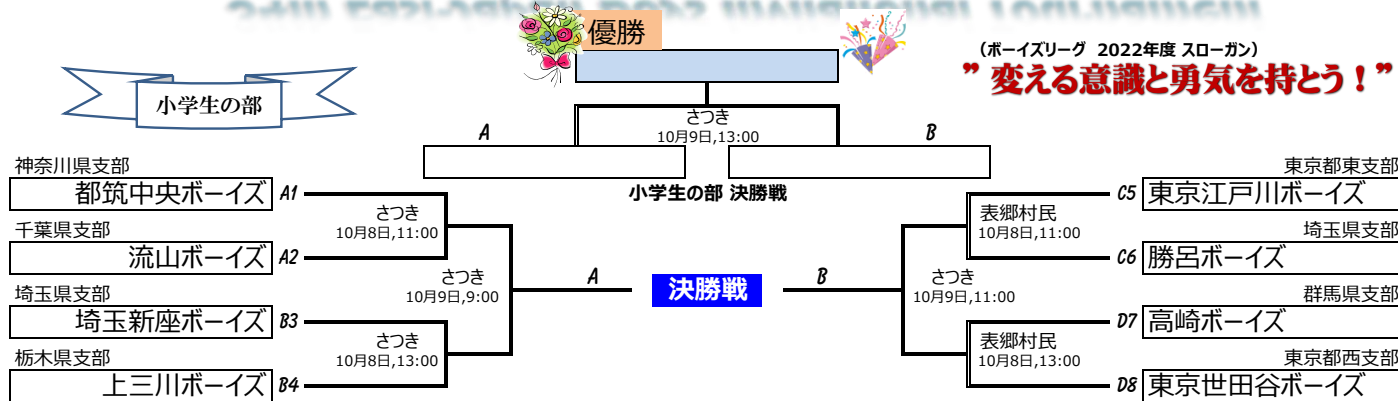 優勝
(ボーイズリーグ 2022年度 スローガン)
” 変える意識と勇気を持とう！”
小学生の部
さつき
10月9日,13:00
A
B
小学生の部 決勝戦
神奈川県支部
都筑中央ボーイズ A1
さつき
10月8日,11:00
千葉県支部
流山ボーイズ A2
さつき
10月9日,9:00
埼玉県支部
埼玉新座ボーイズ B3
さつき
10月8日,13:00
栃木県支部
上三川ボーイズ B4
A
決勝戦
B
東京都東支部
C5 東京江戸川ボーイズ
表郷村民
10月8日,11:00
埼玉県支部
C6 勝呂ボーイズ
さつき
10月9日,11:00
群馬県支部
D7 高崎ボーイズ
表郷村民
10月8日,13:00
東京都西支部
D8 東京世田谷ボーイズ